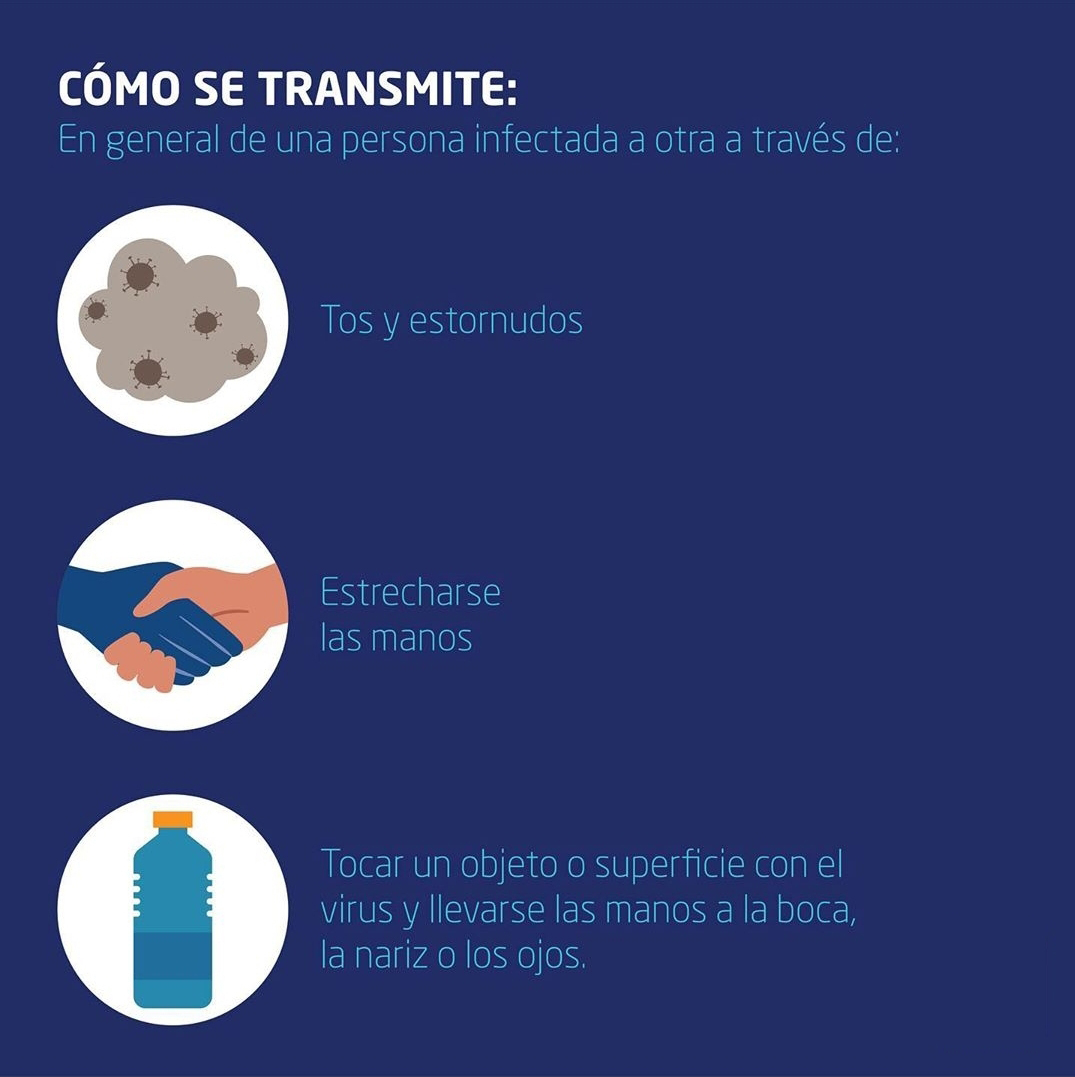 CÓMO SE TRANSMITE:
En general de una persona infectada a otra a través de:
Tos y estornudos
Estrecharse
las manos
Tocar un objeto o superficie con el
virus y llevarse las manos a la boca,
la nariz o los ojos.